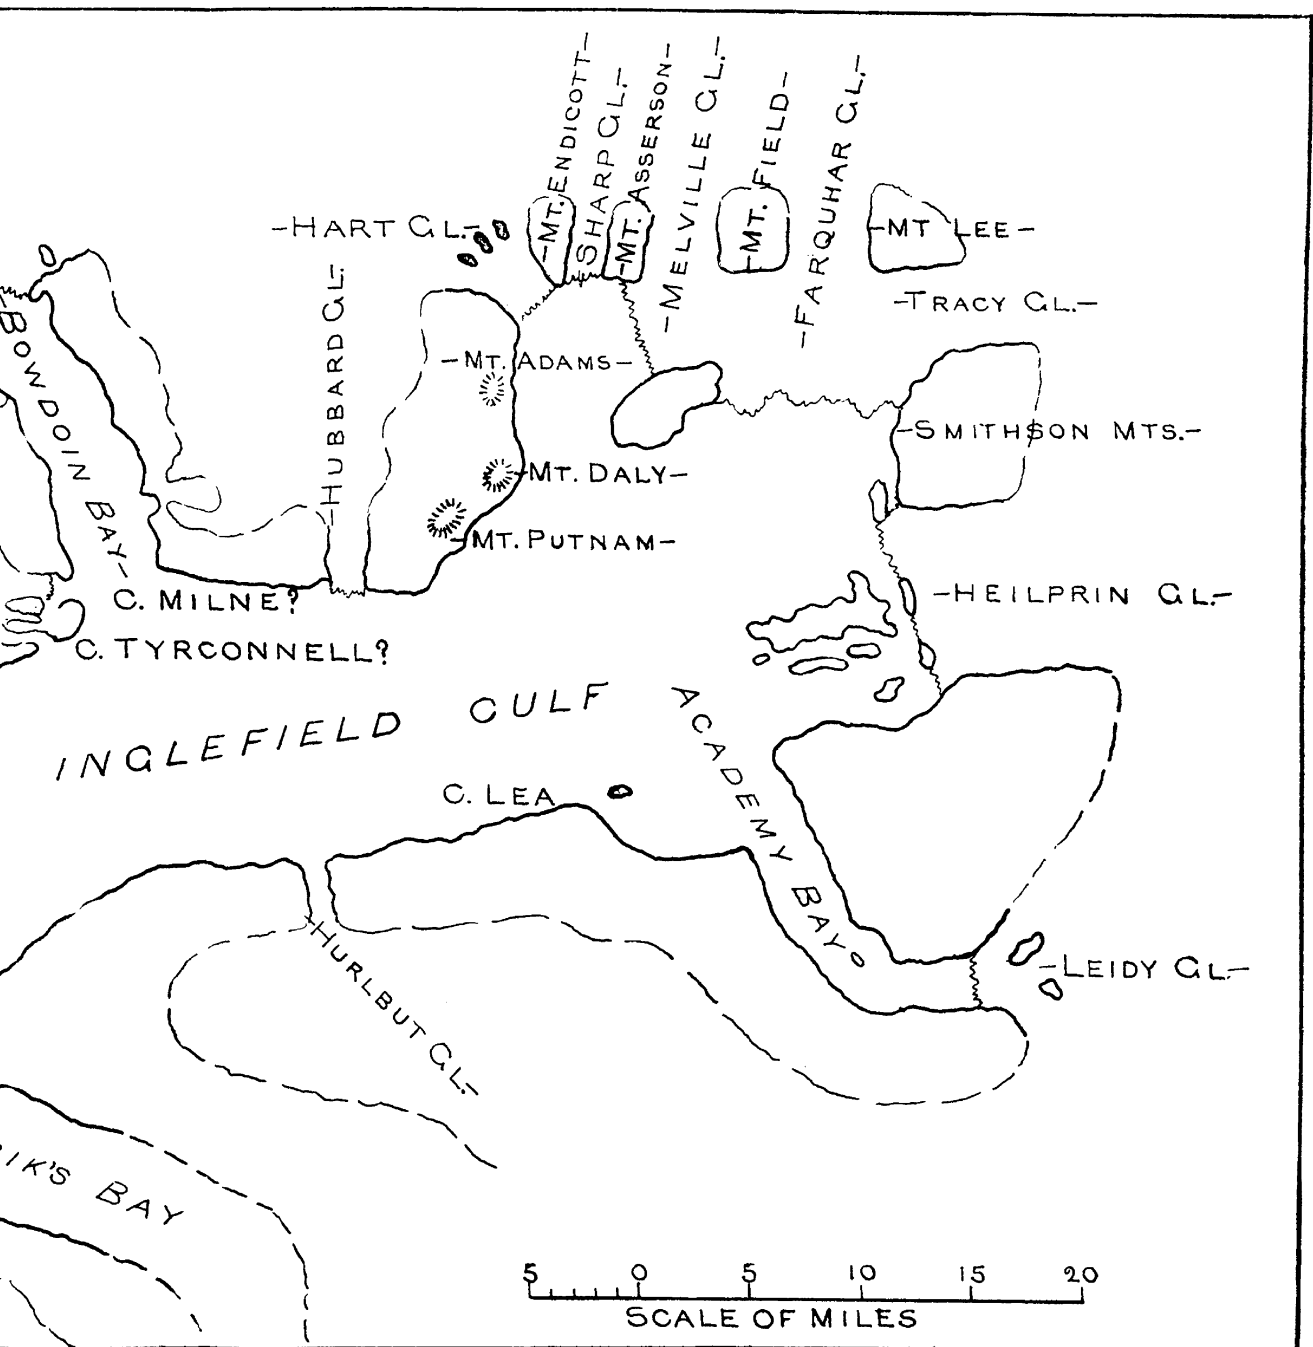 -MT. ENDICOTT-
-SHARP GL.-
-MT. ASSERSON-
-MELVILLE GL.-
-MT. FIELD-
-FARQUHAR GL.-
-HART GL.-
-MT LEE-
-TRACY GL.-
-HUBBARD GL.-
-BOWDOIN BAY-
-MT. ADAMS-
-SMITHSON MTS.-
-MT. DALY-
-MT. PUTNAM-
-HEILPRIN GL.-
C. MILNE?
C. TYRCONNELL?
INGLEFIELD GULF
ACADEMY BAY
C. LEA
-HURLBUT GL.-
-LEIDY GL.-
IK'S BAY
5 0 5 10 15 20
SCALE OF MILES